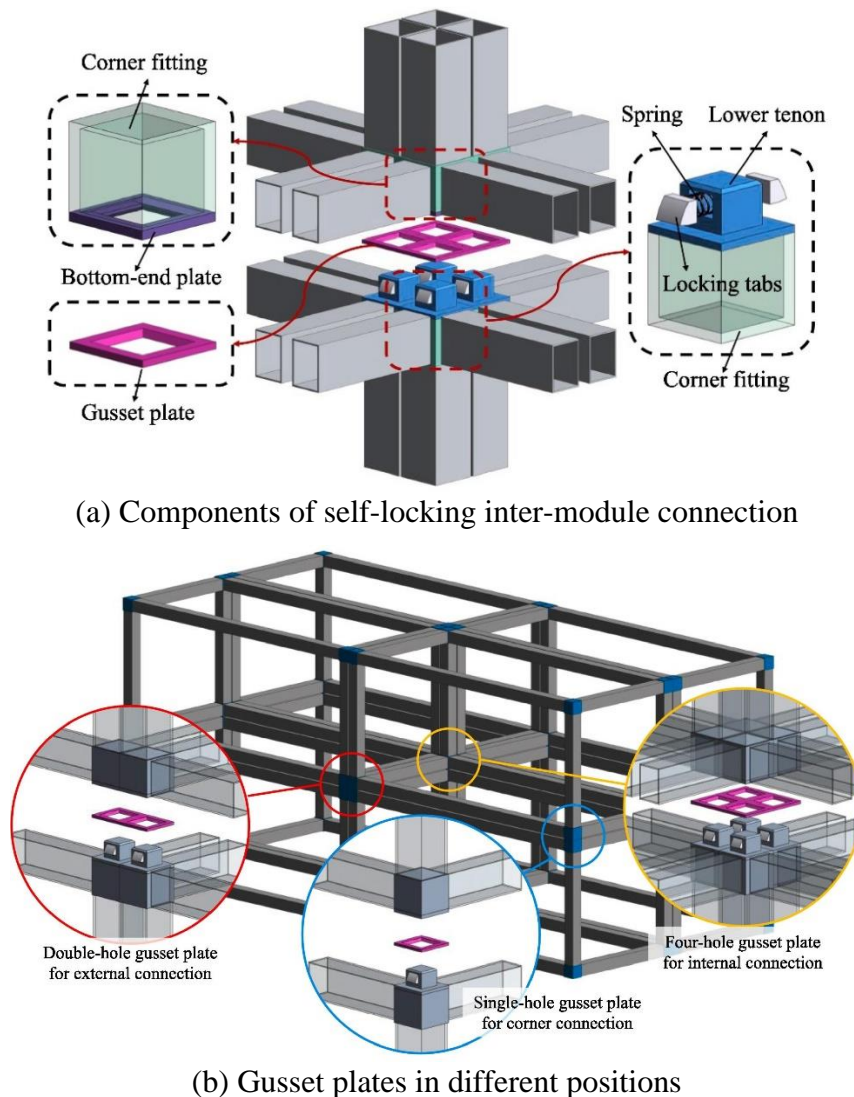 Corner fitting
Spring
Lower tenon
Bottom-end plate
Locking tabs
Gusset plate
Corner fitting
(a) Components of self-locking inter-module connection
Double-hole gusset plate
for external connection
Single-hole gusset plate
for corner connection
Four-hole gusset plate
for internal connection
(b) Gusset plates in different positions